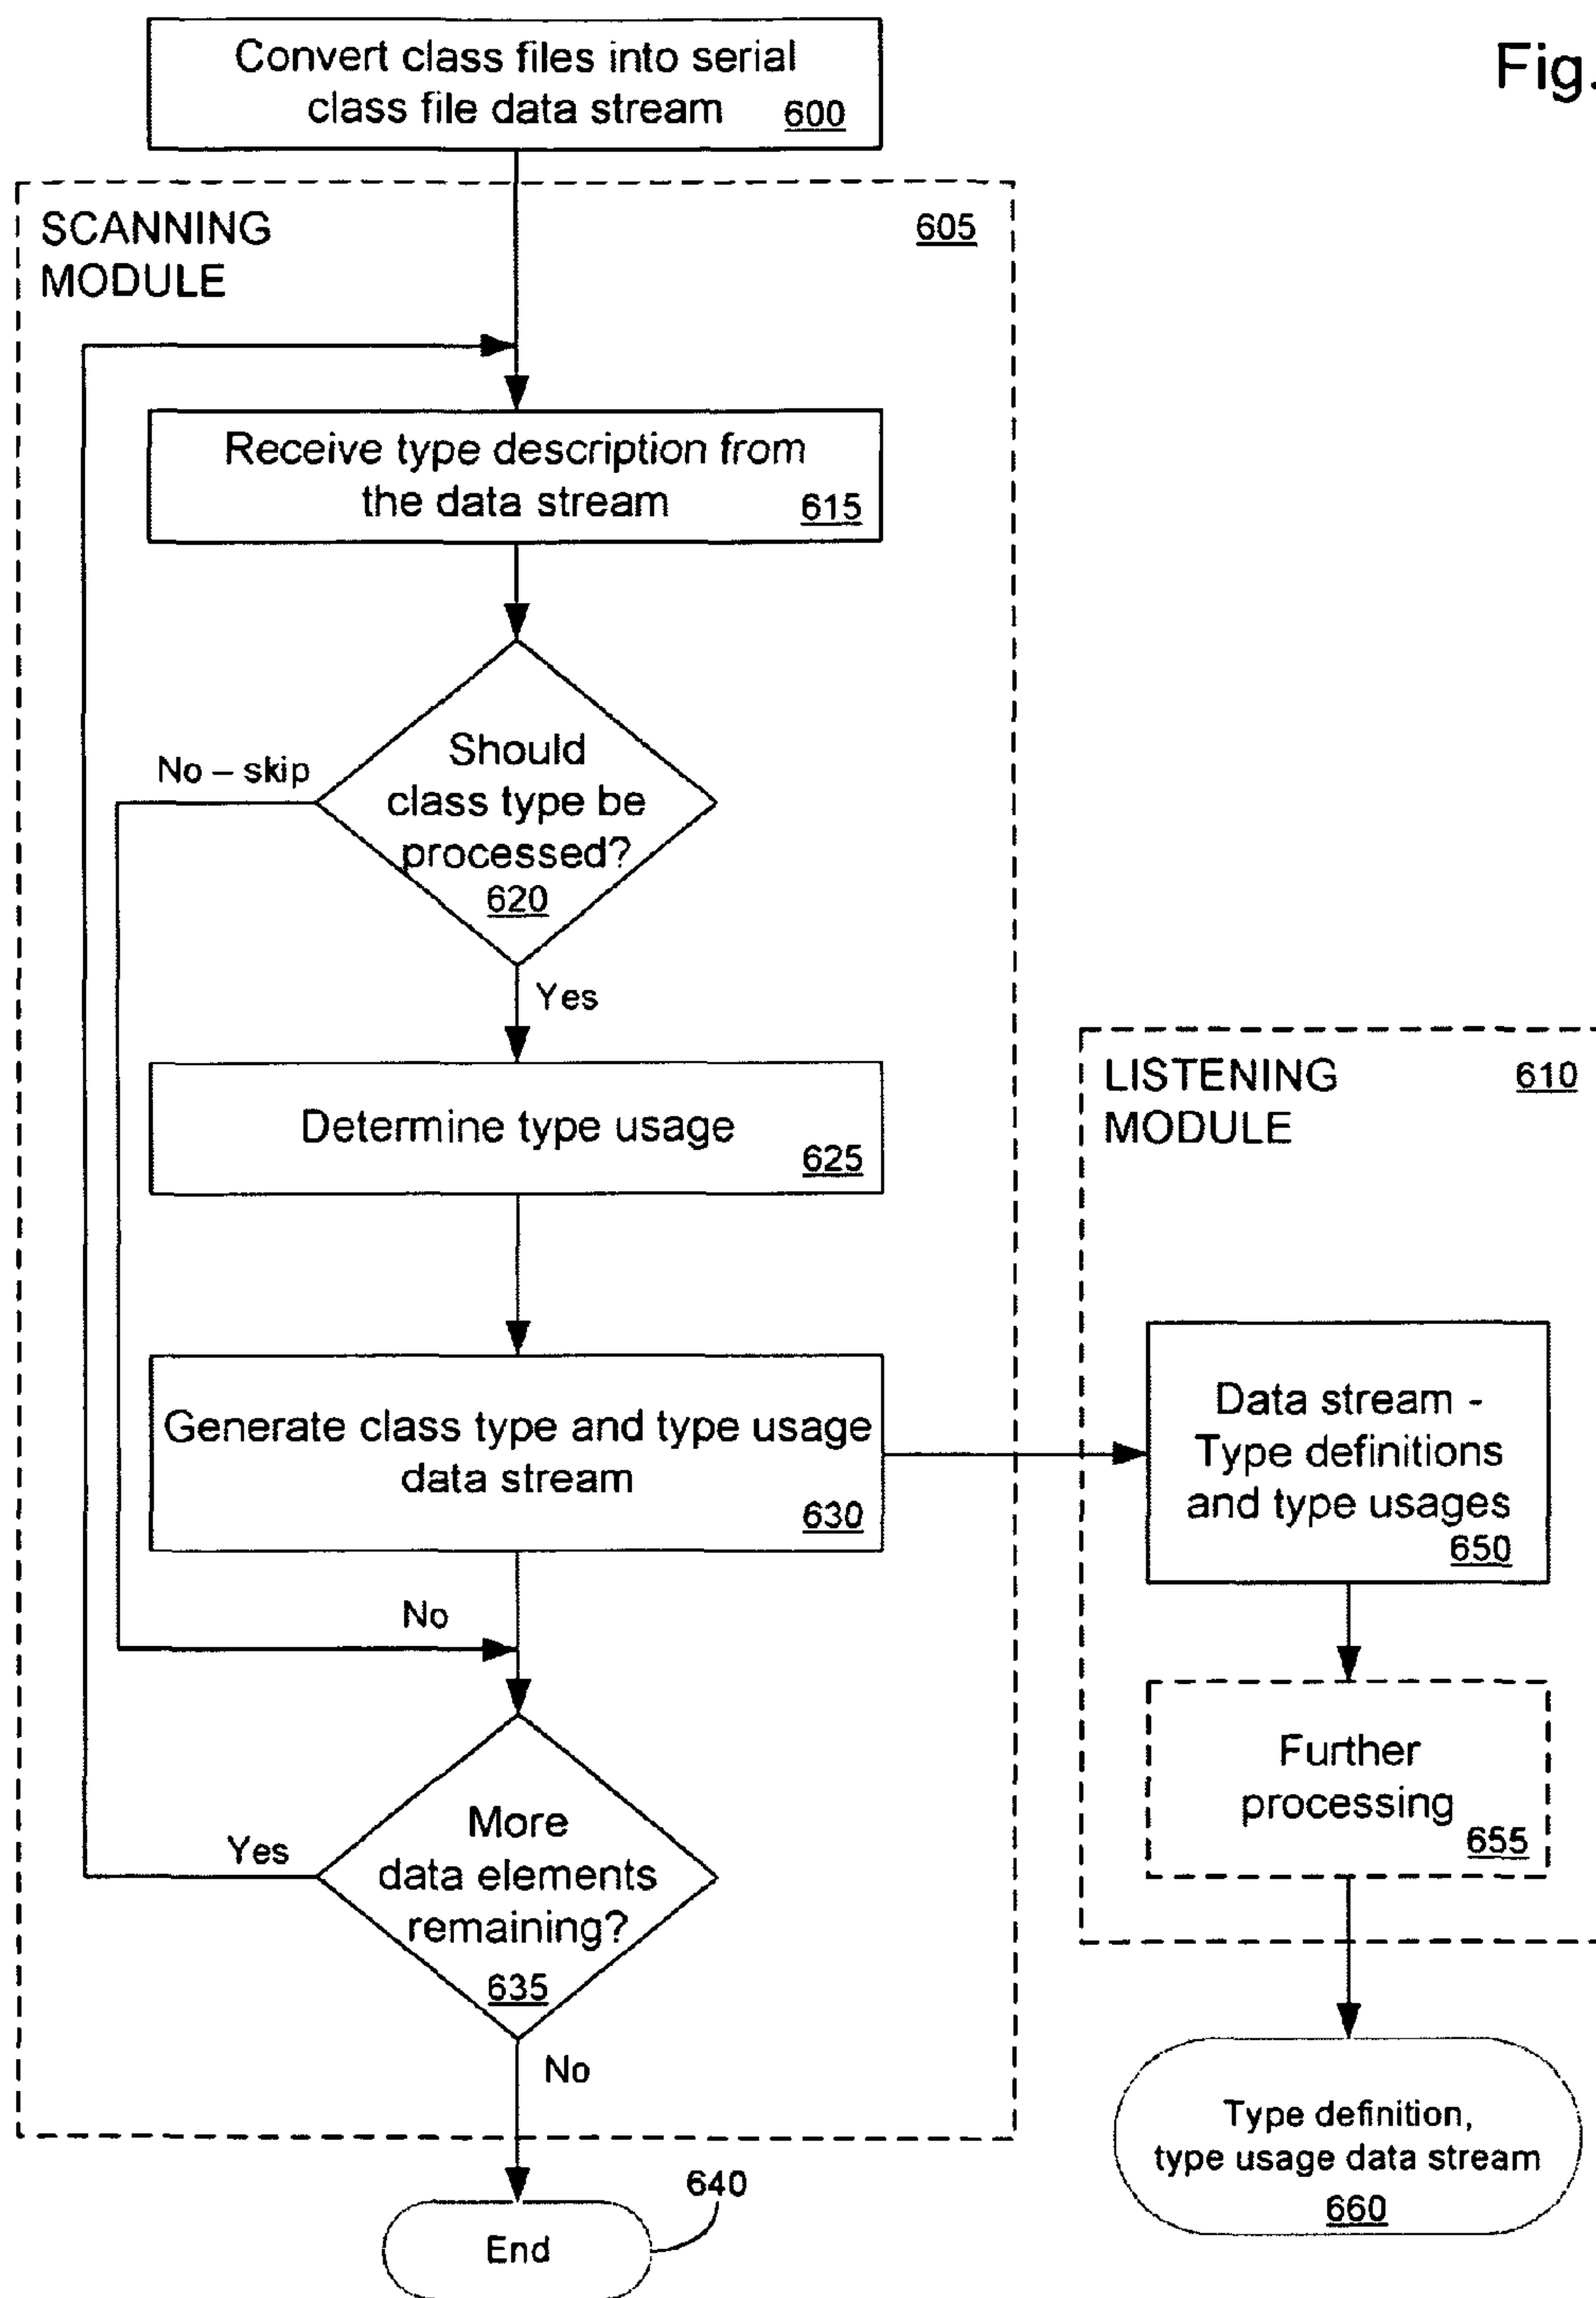 Fig.
Convert class files into serial
class file data stream 600
SCANNING
MODULE
605
Receive type description from
the data stream 615
No – skip
Should
class type be
processed?
620
Yes
Determine type usage
625
Generate class type and type usage
data stream
630
No
Yes
More
data elements
remaining?
635
No
End
640
LISTENING
MODULE
610
Data stream -
Type definitions
and type usages
650
Further
processing
655
Type definition,
type usage data stream
660